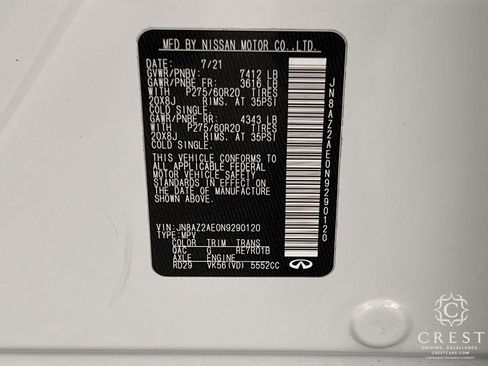 MFD BY NISSAN MOTOR CO.,LTD.
DATE: 7/21
GVWR/PNBV: 7412 LB
GAWR/PNBE FR: 3616 LB
P275/60R20 TIRES
20X8J RIMS. AT 35PSI
COLD SINGLE.
GAWR/PNBE RR: 4343 LB
P275/60R20 TIRES
20X8J RIMS. AT 35PSI
COLD SINGLE.
THIS VEHICLE CONFORMS TO
ALL APPLICABLE FEDERAL
MOTOR VEHICLE SAFETY
STANDARDS IN EFFECT ON THE
DATE OF MANUFACTURE
SHOWN ABOVE.
VIN:JN8AZ2AE0N9290120
TYPE:MPV
COLOR TRIM TRANS
QAC G RE7R01B
AXLE ENGINE
RD29 VK56(VD) 5552CC
JN8AZ2AE0N9290120
CREST
DRIVING. EXCELLENCE.
CRESTCARS.COM